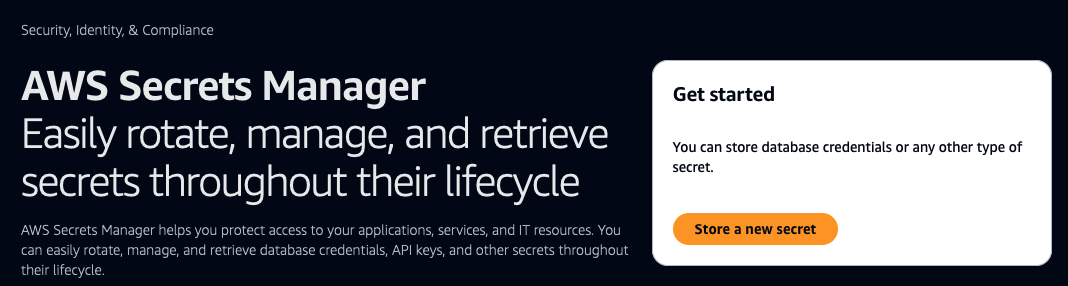 Security, Identity, & Compliance
AWS Secrets Manager
Easily rotate, manage, and retrieve
secrets throughout their lifecycle
AWS Secrets Manager helps you protect access to your applications, services, and IT resources. You
can easily rotate, manage, and retrieve database credentials, API keys, and other secrets throughout
their lifecycle.
Get started
You can store database credentials or any other type of
secret.
Store a new secret